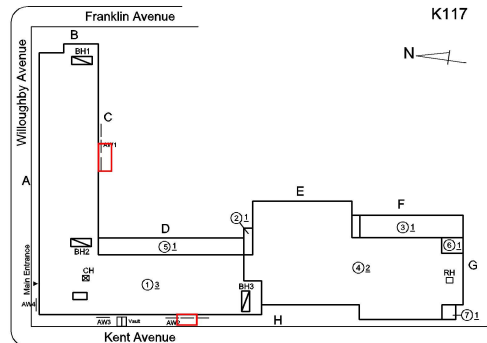 Franklin Avenue
K117
B
BH1
N
Willoughby Avenue
C
AW1
A
E
F
D
2 1
3 1
5 1
6 1
BH2
4 2
G
Main Entrance
CH
RH
1 3
BH3
AW4
7 1
AW3
Vault
AW2
H
Kent Avenue